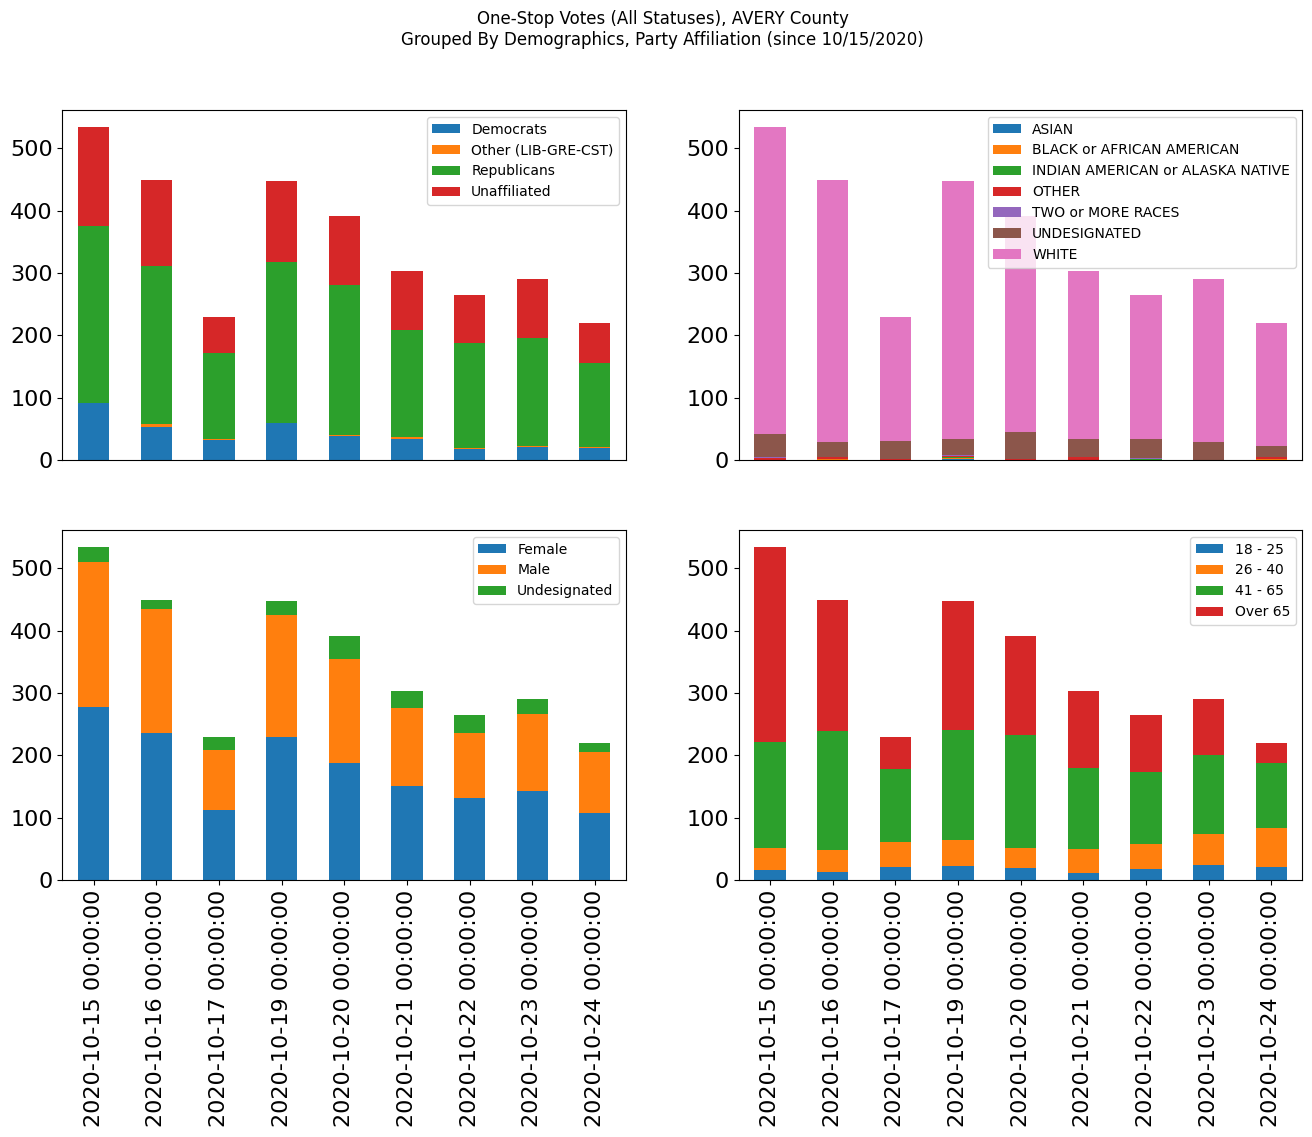 One-Stop Votes (All Statuses), AVERY County
Grouped By Demographics, Party Affiliation (since 10/15/2020)
500
400
300
200
100
0
Democrats
Other (LIB-GRE-CST)
Republicans
Unaffiliated
500
400
300
200
100
0
ASIAN
BLACK or AFRICAN AMERICAN
INDIAN AMERICAN or ALASKA NATIVE
OTHER
TWO or MORE RACES
UNDESIGNATED
WHITE
500
400
300
200
100
0
Female
Male
Undesignated
2020-10-15 00:00:00
2020-10-16 00:00:00
2020-10-17 00:00:00
2020-10-19 00:00:00
2020-10-20 00:00:00
2020-10-21 00:00:00
2020-10-22 00:00:00
2020-10-23 00:00:00
2020-10-24 00:00:00
500
400
300
200
100
0
18 - 25
26 - 40
41 - 65
Over 65
2020-10-15 00:00:00
2020-10-16 00:00:00
2020-10-17 00:00:00
2020-10-19 00:00:00
2020-10-20 00:00:00
2020-10-21 00:00:00
2020-10-22 00:00:00
2020-10-23 00:00:00
2020-10-24 00:00:00